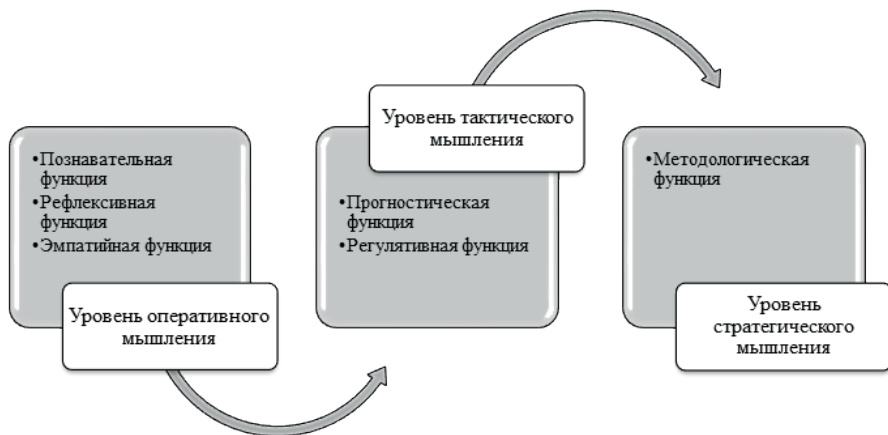 •Познавательная
функция
•Рефлексивная
функция
•Эмпатийная функция
Уровень оперативного
мышления
Уровень тактического
мышления
•Прогностическая
функция
•Регулятивная функция
•Методологическая
функция
Уровень
стратегического
мышления